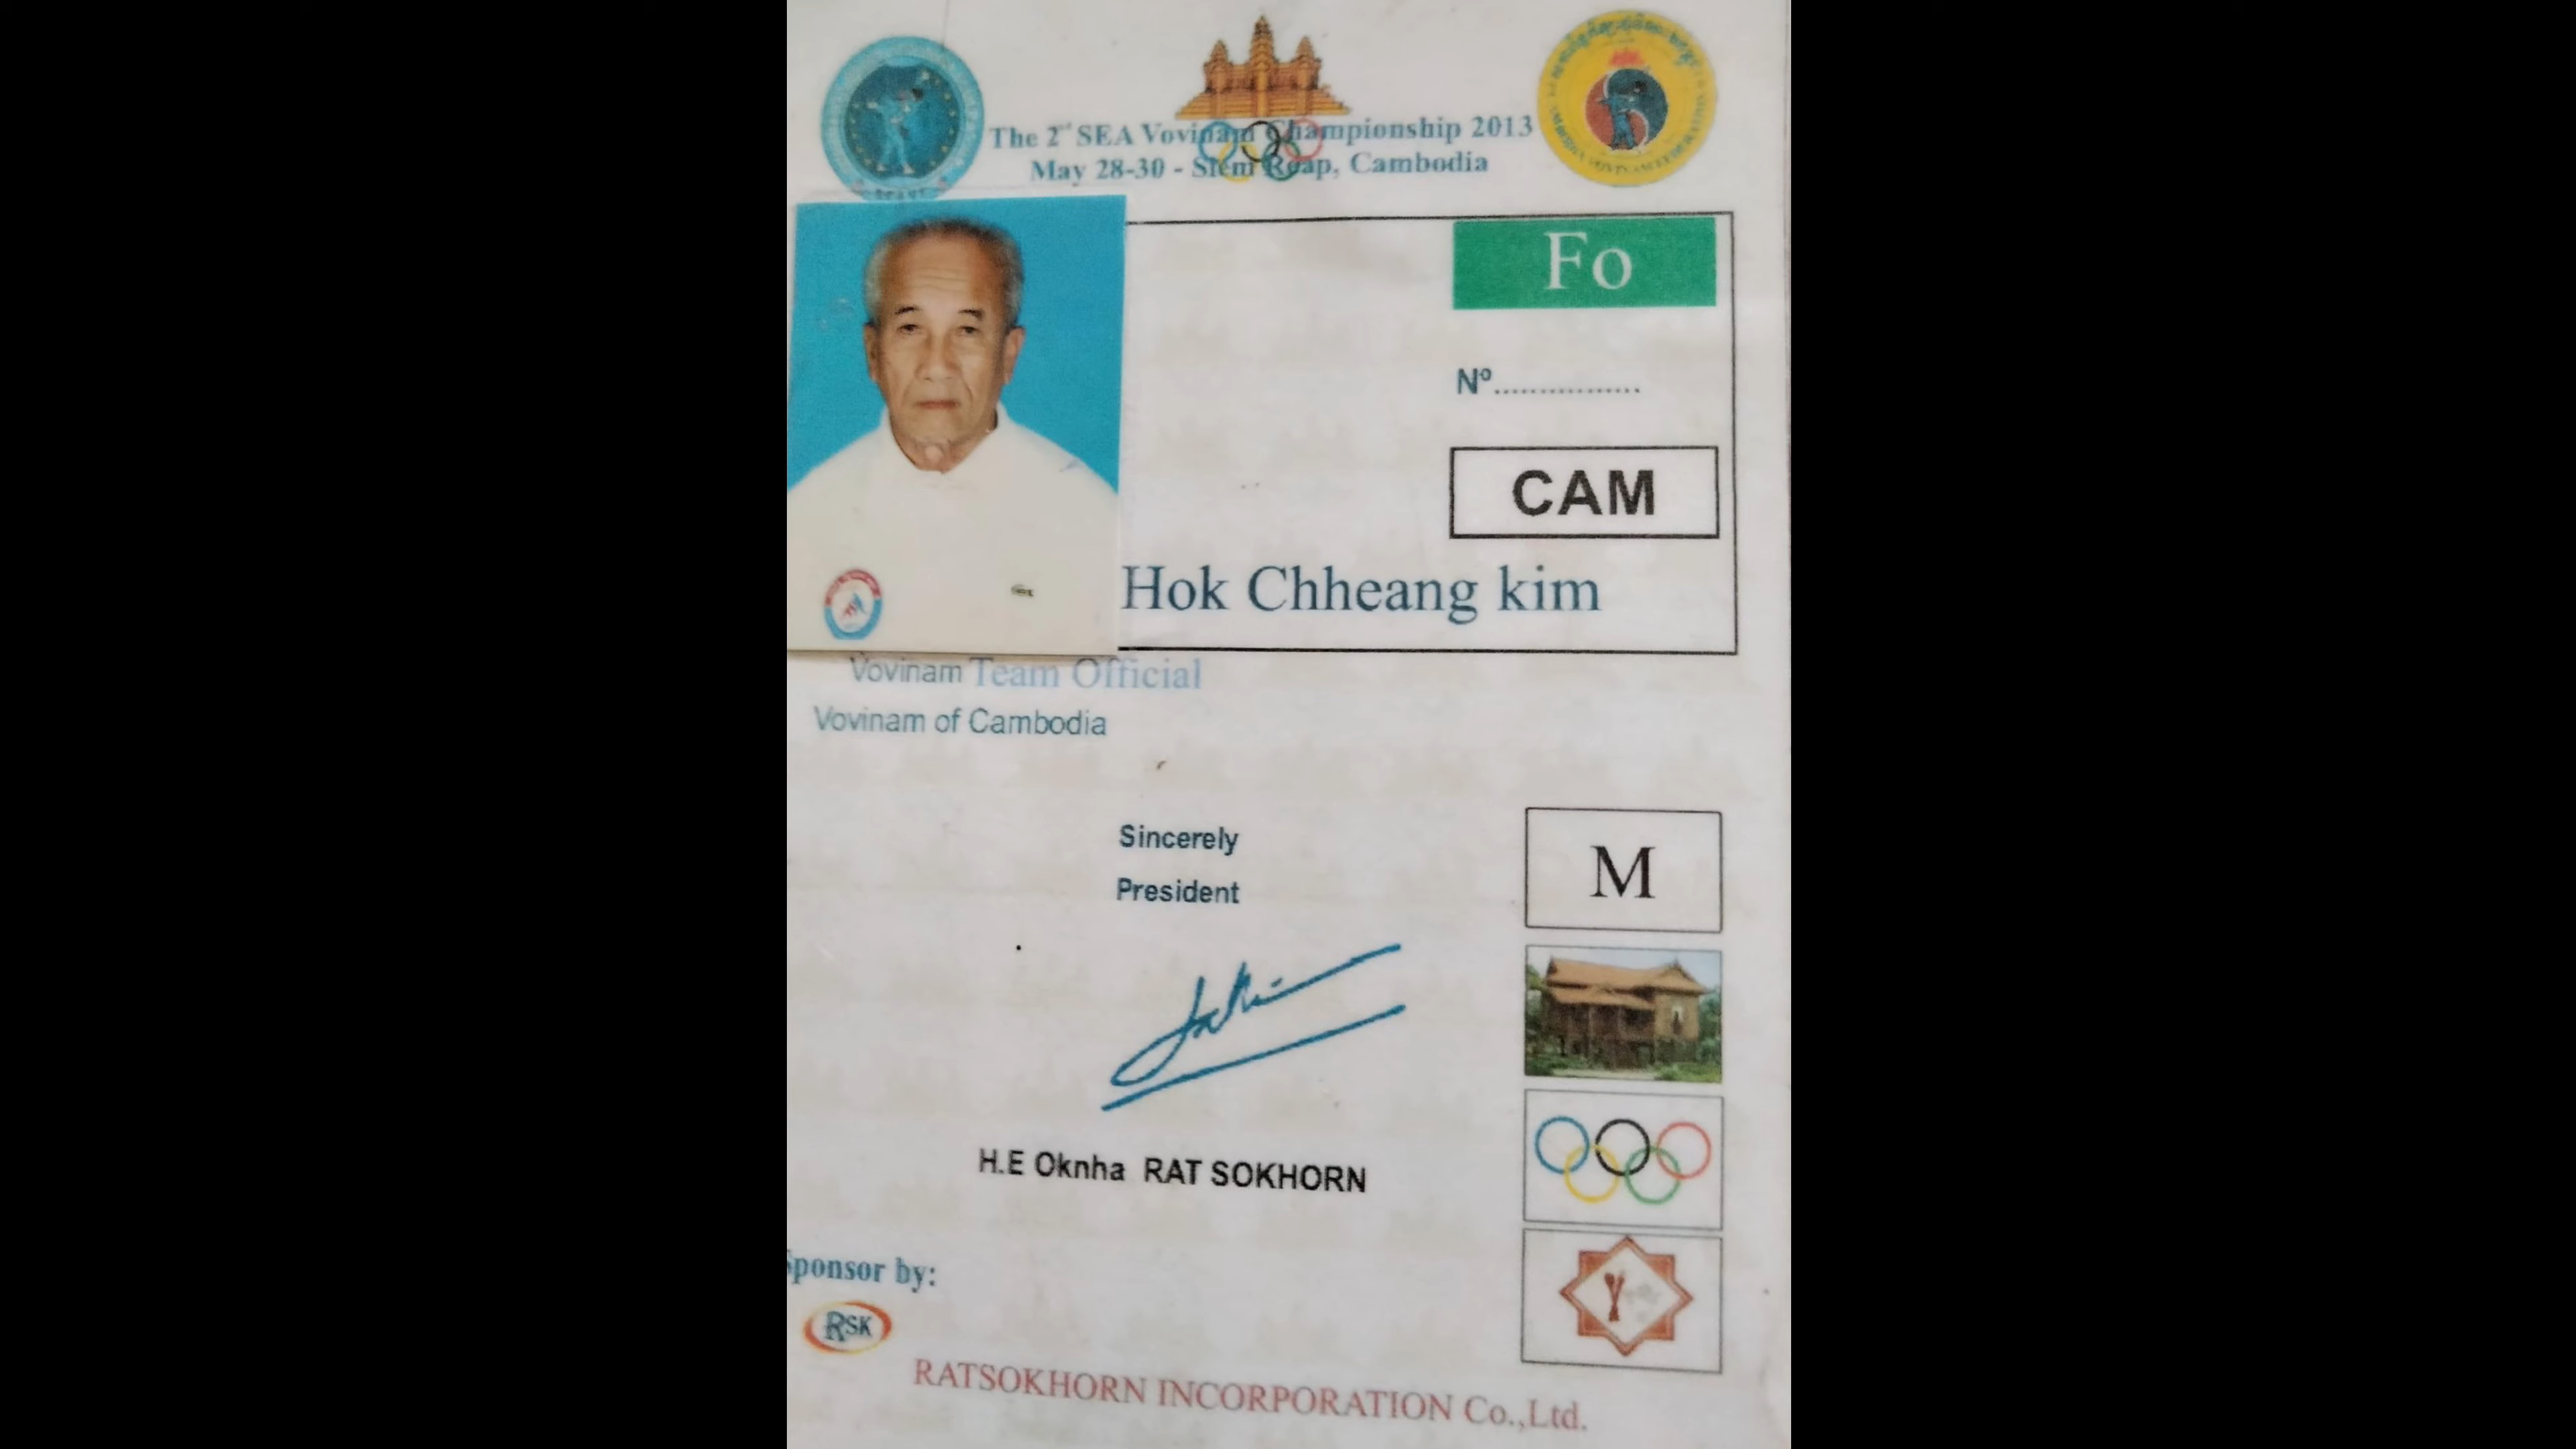 The 2nd SEA Vovinam Championship 2013
May 28-30 - Siem Reap, Cambodia
Fo
Nº................
CAM
Hok Chheang kim
Vovinam Team Official
Vovinam of Cambodia
Sincerely
President
M
H.E Oknha RAT SOKHORN
Sponsor by:
RSK
RATSOKHORN INCORPORATION Co.,Ltd.